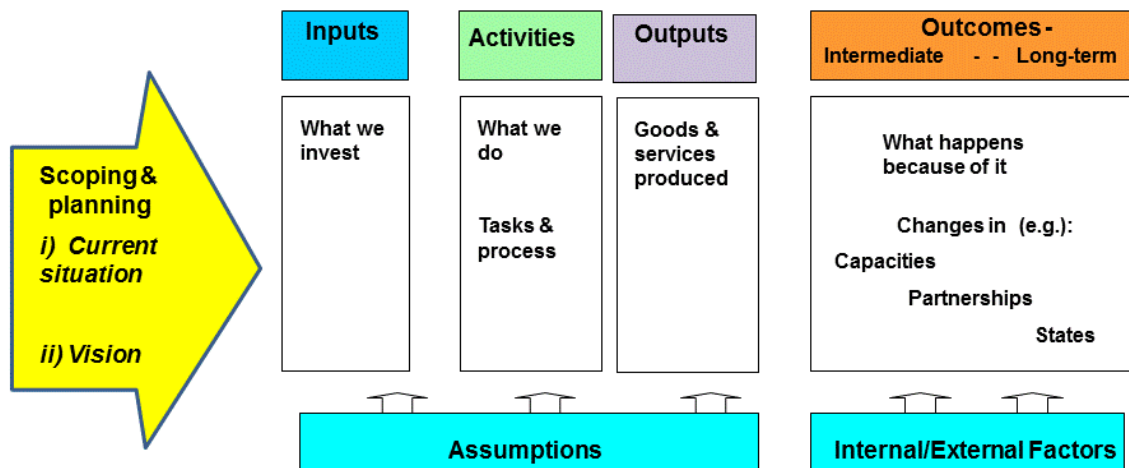 Scoping &
planning
i) Current
situation
ii) Vision
Inputs
What we
invest
Activities
What we
do
Tasks &
process
Outputs
Goods &
services
produced
Outcomes -
Intermediate - - Long-term
What happens
because of it
Changes in (e.g.):
Capacities
Partnerships
States
Assumptions
Internal/External Factors